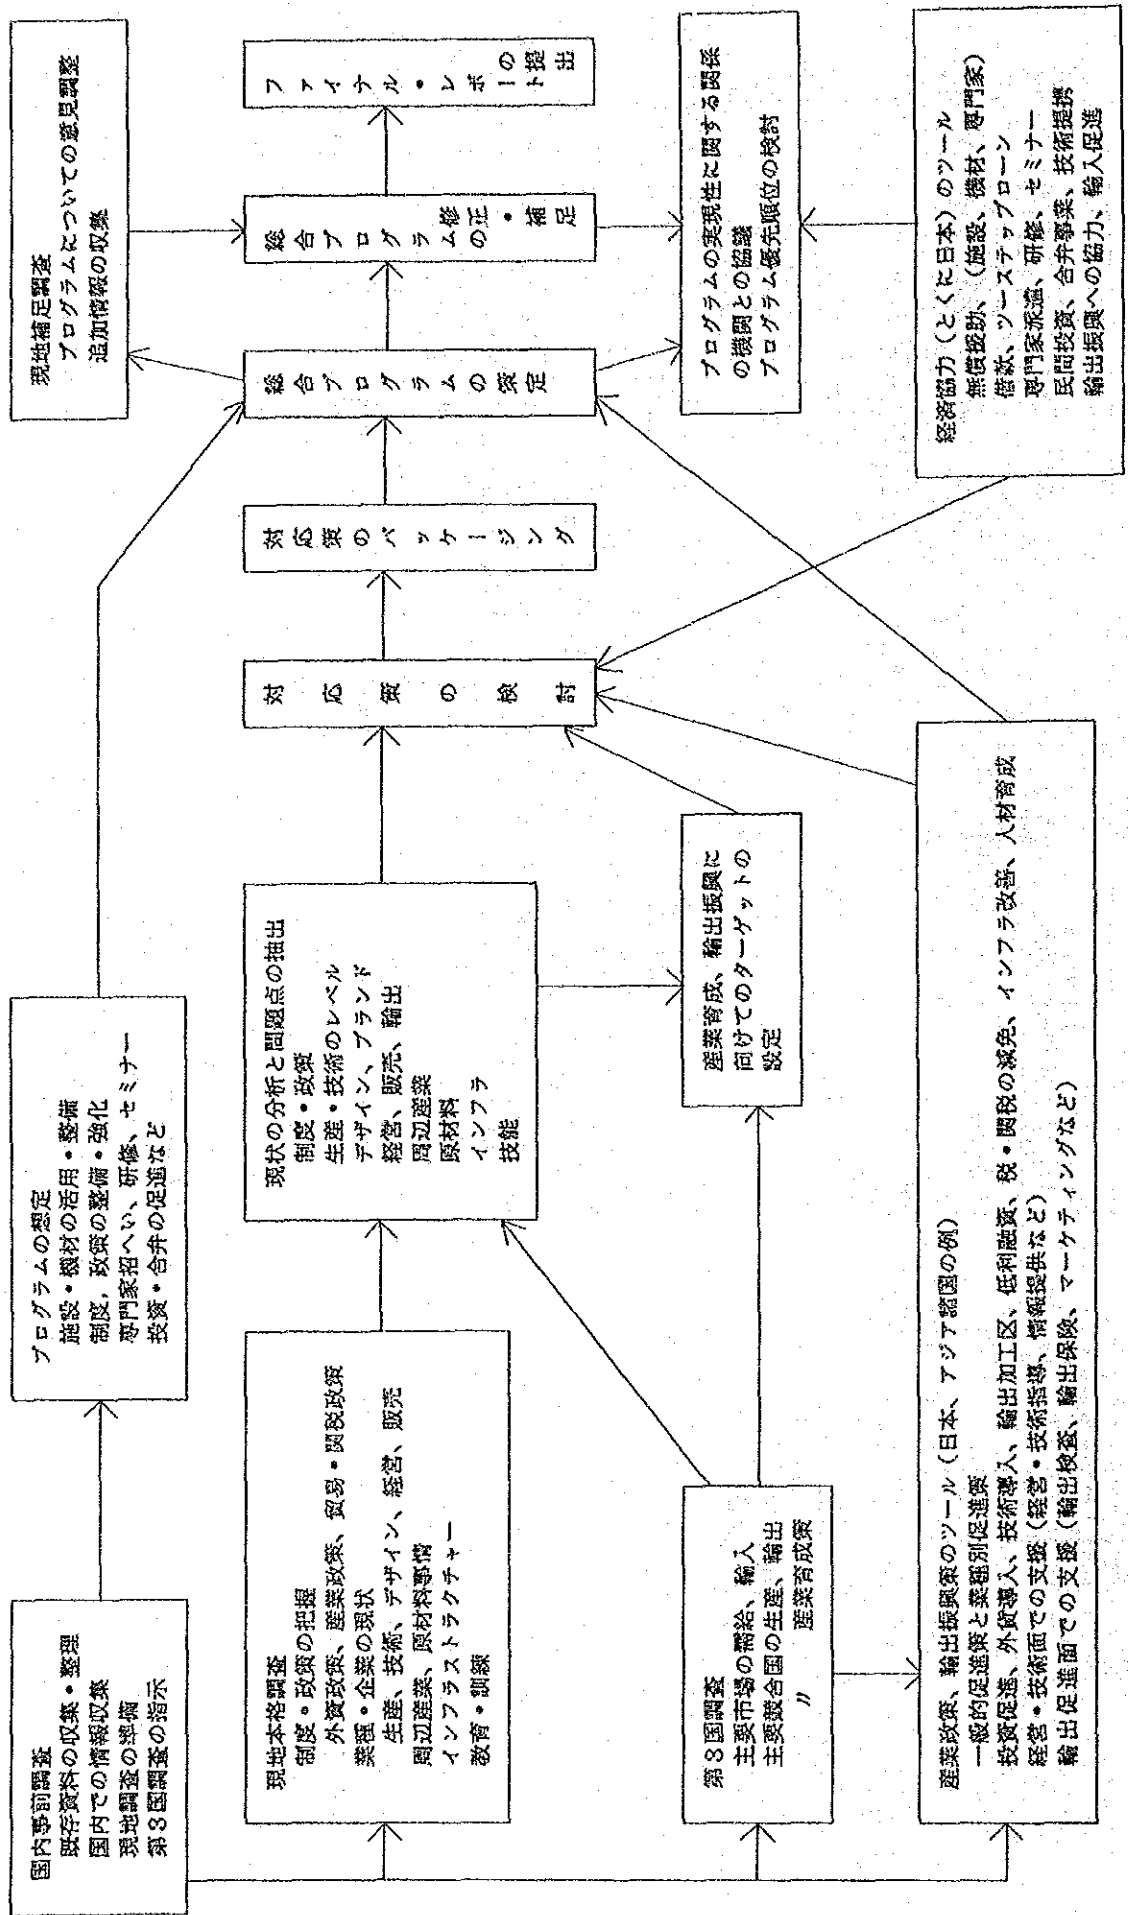 国内事前調査
既存資料の収集・整理
国内での情報収集
現地調査の準備
第3国調査の指示
プログラムの想定
施設・機材の活用・整備
制度，政策の整備・強化
専門家招へい、研修、セミナー
投資・合弁の促進など
現地補足調査
プログラムについての意見調整
追加情報の収集
現地本格調査
制度・政策の把握
外資政策、産業政策、貿易・関税政策
業種・企業の現状
生産、技術、デザイン、経営、販売
周辺産業、原材料事情
インフラストラクチャー
教育・訓練
現状の分析と問題点の抽出
制度・政策
生産・技術のレベル
デザイン、ブランド
経営、販売、輸出
周辺産業
原材料
インフラ
技能
対応策の検討
対応策のパッケージング
総合プログラムの策定
総合プログラムの修正・補足
ファイナル・レポートの提出
第3国調査
主要市場の需給、輸入
主要競合国の生産、輸出
〃 産業育成策
産業育成、輸出振興に
向けてのターゲットの
設定
プログラムの実現性に関する関係
の機関との協議
プログラム優先順位の検討
産業政策、輸出振興策のツール（日本、アジア諸国の例）
一般的促進策と業種別促進策
投資促進、外貨導入、技術導入、輸出加工区、低利融資、税・関税の減免、インフラ改善、人材育成
経営・技術面での支援（経営・技術指導、情報提供など）
輸出促進面での支援（輸出検査、輸出保険、マーケティングなど）
経済協力（とくに日本）のツール
無償援助、（施設、機材、専門家）
借款、ツーステップローン
専門家派遣、研修、セミナー
民間投資、合弁事業、技術提携
輸出振興への協力、輸入促進